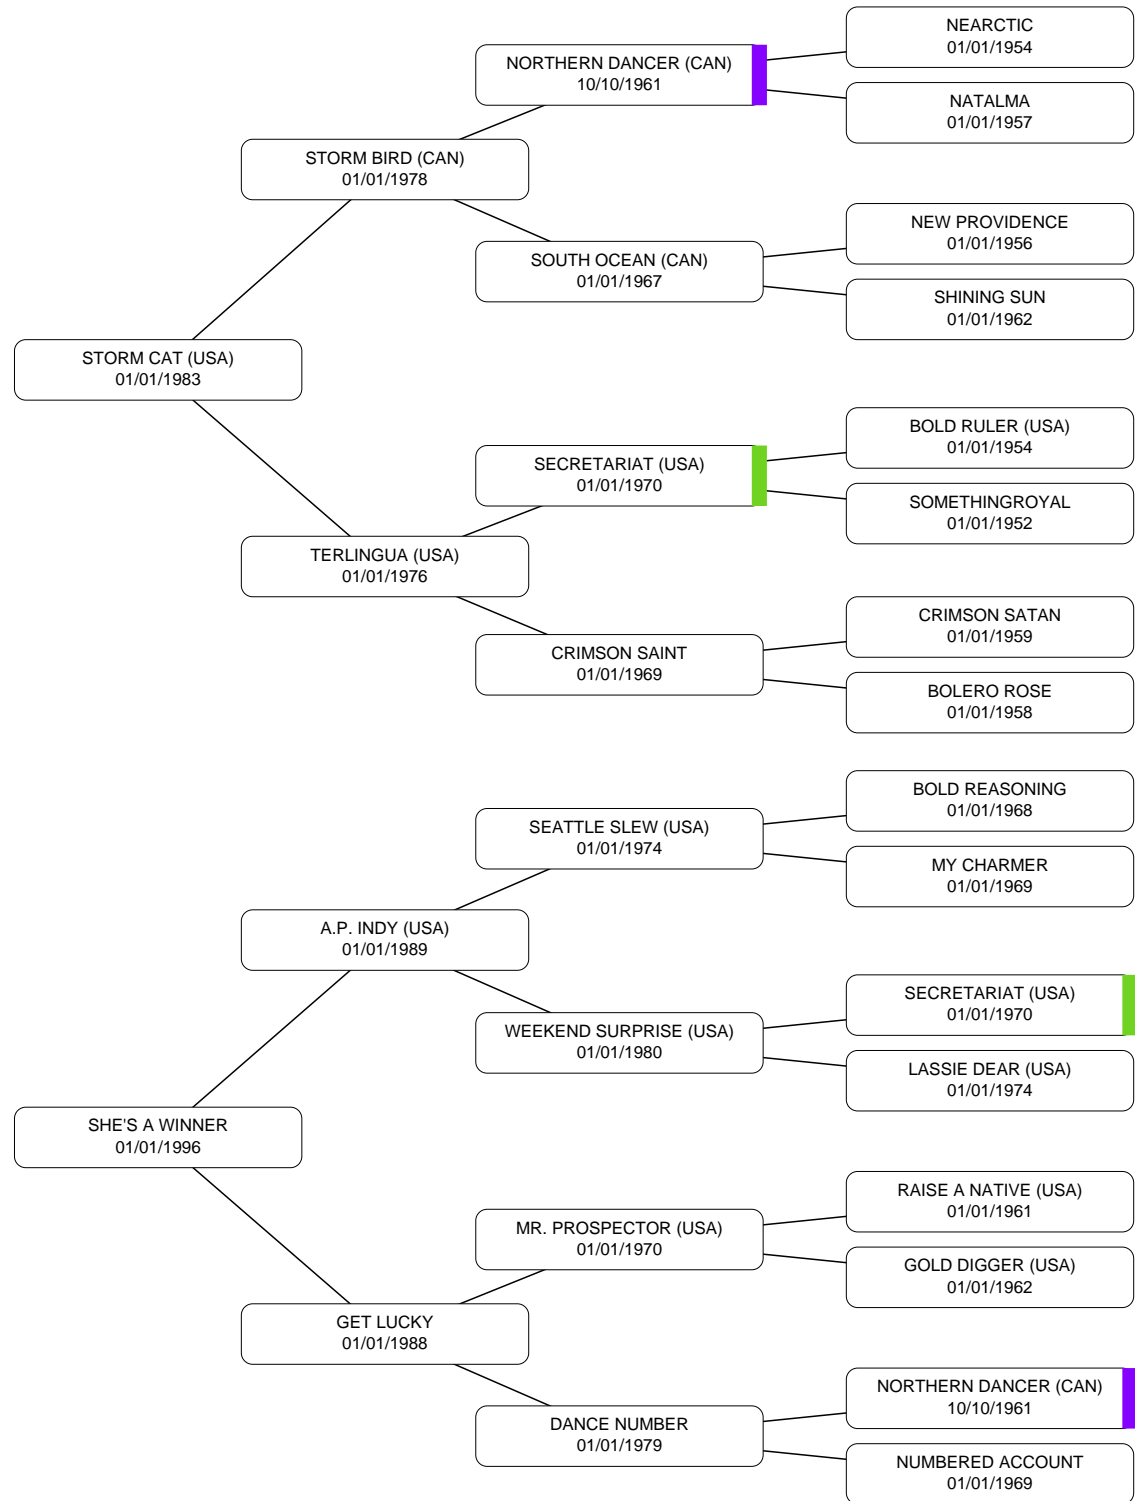 NEARCTIC
01/01/1954
NORTHERN DANCER (CAN)
10/10/1961
NATALMA
01/01/1957
STORM BIRD (CAN)
01/01/1978
NEW PROVIDENCE
01/01/1956
SOUTH OCEAN (CAN)
01/01/1967
SHINING SUN
01/01/1962
STORM CAT (USA)
01/01/1983
BOLD RULER (USA)
01/01/1954
SECRETARIAT (USA)
01/01/1970
SOMETHINGROYAL
01/01/1952
TERLINGUA (USA)
01/01/1976
CRIMSON SATAN
01/01/1959
CRIMSON SAINT
01/01/1969
BOLERO ROSE
01/01/1958
BOLD REASONING
01/01/1968
SEATTLE SLEW (USA)
01/01/1974
MY CHARMER
01/01/1969
A.P. INDY (USA)
01/01/1989
SECRETARIAT (USA)
01/01/1970
WEEKEND SURPRISE (USA)
01/01/1980
LASSIE DEAR (USA)
01/01/1974
SHE'S A WINNER
01/01/1996
RAISE A NATIVE (USA)
01/01/1961
MR. PROSPECTOR (USA)
01/01/1970
GOLD DIGGER (USA)
01/01/1962
GET LUCKY
01/01/1988
NORTHERN DANCER (CAN)
10/10/1961
DANCE NUMBER
01/01/1979
NUMBERED ACCOUNT
01/01/1969